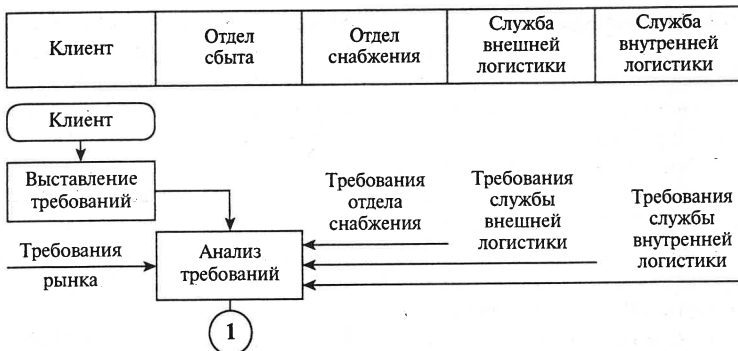 Клиент
Отдел
сбыта
Отдел
снабжения
Служба
внешней
логистики
Служба
внутренней
логистики
Клиент
Выставление
требований
Требования
отдела
снабжения
Требования
службы
внешней
логистики
Требования
службы
внутренней
логистики
Требования
рынка
Анализ
требований
1